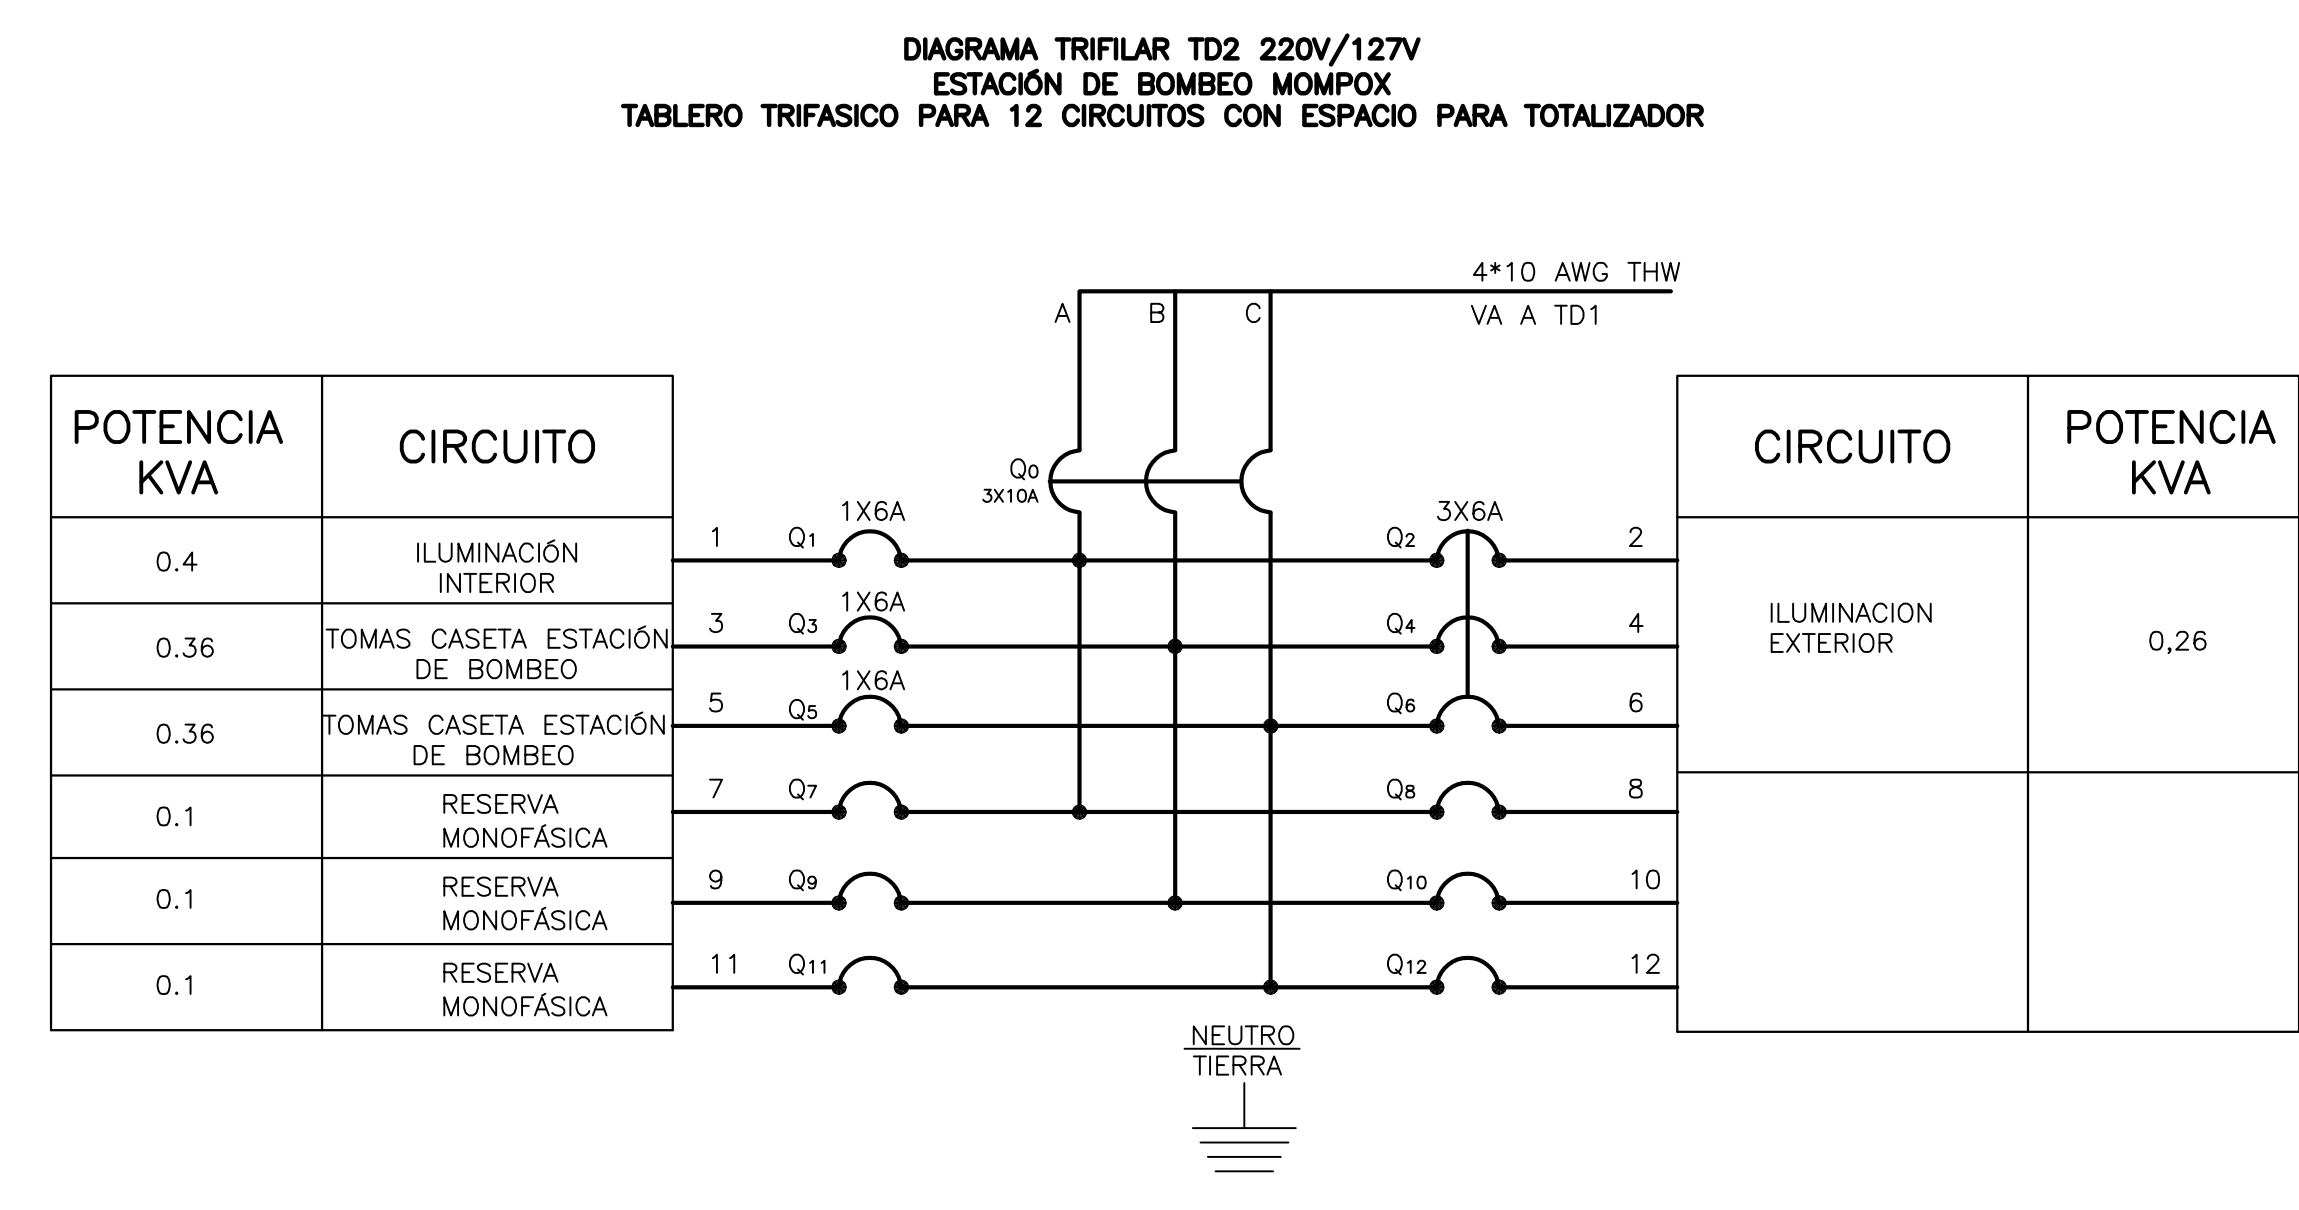 DIAGRAMA TRIFILAR TD2 220V/127V
ESTACIÓN DE BOMBEO MOMPOX
TABLERO TRIFASICO PARA 12 CIRCUITOS CON ESPACIO PARA TOTALIZADOR
4*10 AWG THW
A
B
C
VA A TD1
POTENCIA
KVA
CIRCUITO
0.4
ILUMINACIÓN
INTERIOR
0.36
TOMAS CASETA ESTACIÓN
DE BOMBEO
0.36
TOMAS CASETA ESTACIÓN
DE BOMBEO
0.1
RESERVA
MONOFÁSICA
0.1
RESERVA
MONOFÁSICA
0.1
RESERVA
MONOFÁSICA
Q0
3X10A
1 Q1 1X6A
3 Q3 1X6A
5 Q5 1X6A
7 Q7
9 Q9
11 Q11
3X6A
Q2 2
Q4 4
Q6 6
Q8 8
Q10 10
Q12 12
CIRCUITO
POTENCIA
KVA
ILUMINACION
EXTERIOR
0,26
NEUTRO
TIERRA